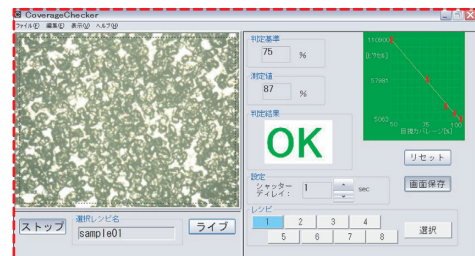 CoverageChecker
ファイル(F) 編集(E) 表示(V) ヘルプ(H)
判定基準
75 %
測定値
87 %
判定結果
OK
設定
シャッター
ディレイ:
1
sec
レシピ
1 2 3 4
5 6 7 8
選択
ストップ
選択レシピ名
sample01
ライブ
[ピクセル]
57981
5063
50 75 100
目視カバレージ[%]
リセット
画面保存